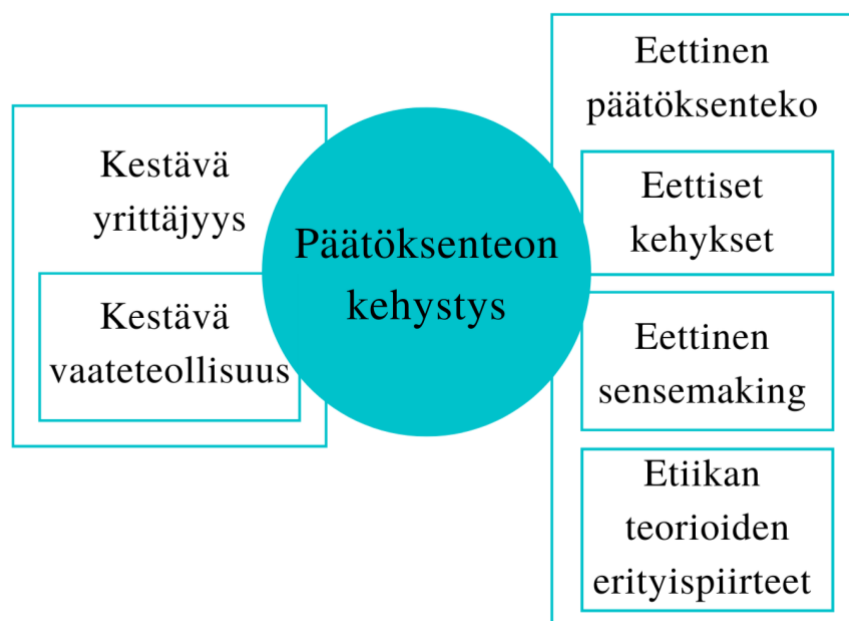 Kestävä
yrittäjyys
Kestävä
vaateteollisuus
Päätöksenteon
kehystys
Eettinen
päätöksenteko
Eettiset
kehykset
Eettinen
sensemaking
Etiikan
teorioiden
erityispiirteet